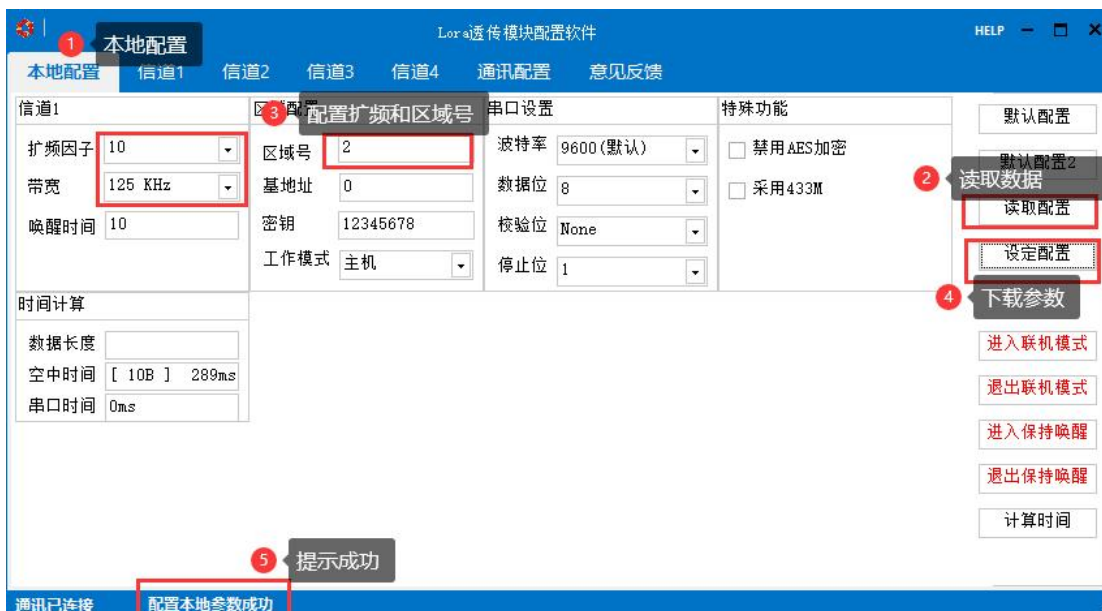 Lora透传模块配置软件
HELP
1 本地配置
本地配置 信道1 信道2 信道3 信道4 通讯配置 意见反馈
信道1
扩频因子 10
带宽 125 KHz
唤醒时间 10
3 配置扩频和区域号
区域号 2
基地址 0
密钥 12345678
工作模式 主机
串口设置
波特率 9600(默认)
数据位 8
校验位 None
停止位 1
特殊功能
禁用AES加密
采用433M
默认配置
默认配置2
2 读取数据
读取配置
设定配置
4 下载参数
进入联机模式
退出联机模式
进入保持唤醒
退出保持唤醒
计算时间
时间计算
数据长度
空中时间 [ 10B ] 289ms
串口时间 0ms
5 提示成功
通讯已连接 配置本地参数成功